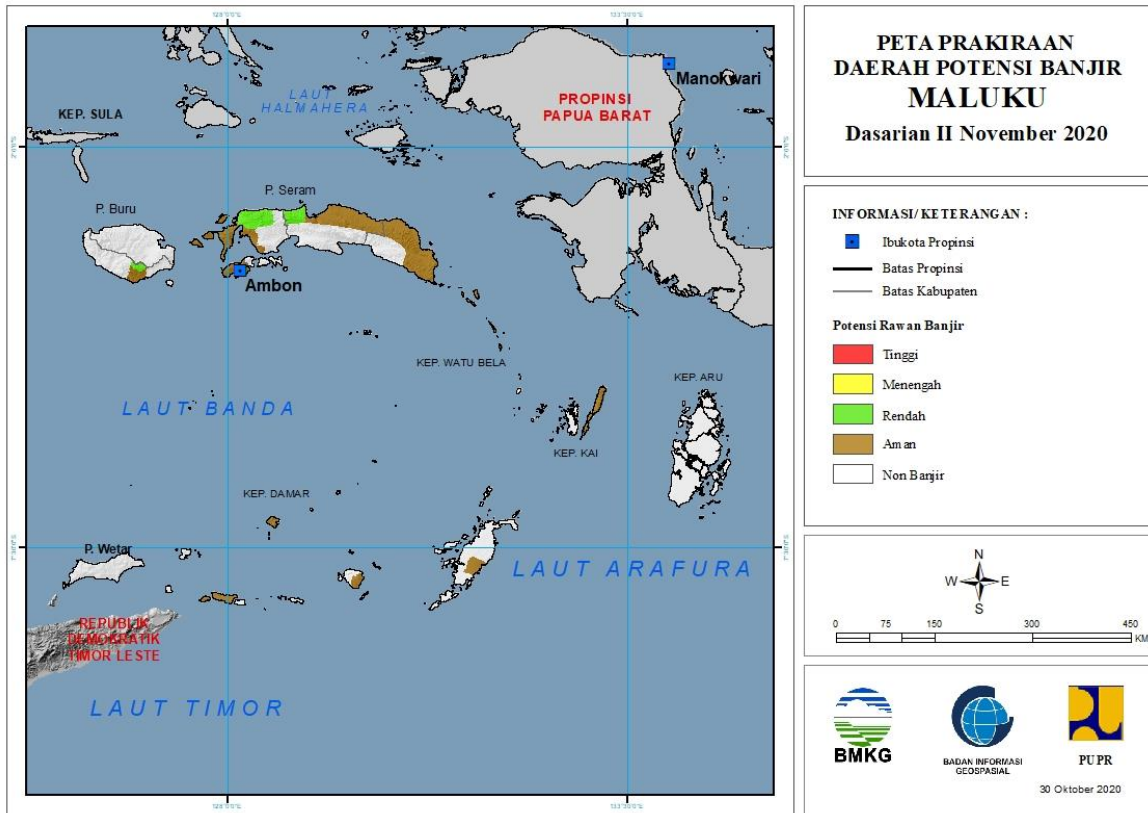 PETA PRAKIRAAN
DAERAH POTENSI BANJIR
MALUKU
Dasarian II November 2020
INFORMASI/ KETERANGAN :
Ibukota Propinsi
Batas Propinsi
Batas Kabupaten
Potensi Rawan Banjir
Tinggi
Menengah
Rendah
Aman
Non Banjir
N
W E
S
0 75 150 300 450
KM
BMKG
BADAN INFORMASI
GEOSPASIAL
PUPR
30 Oktober 2020
Manokwari
LAUT
HALMAHERA
PROPINSI
PAPUA BARAT
KEP. SULA
P. Seram
P. Buru
Ambon
KEP. WATU BELA
KEP. ARU
LAUT BANDA
KEP. KAI
KEP. DAMAR
P. Wetar
LAUT ARAFURA
REPUBLIK
DEMOKRATIK
TIMOR LESTE
LAUT TIMOR